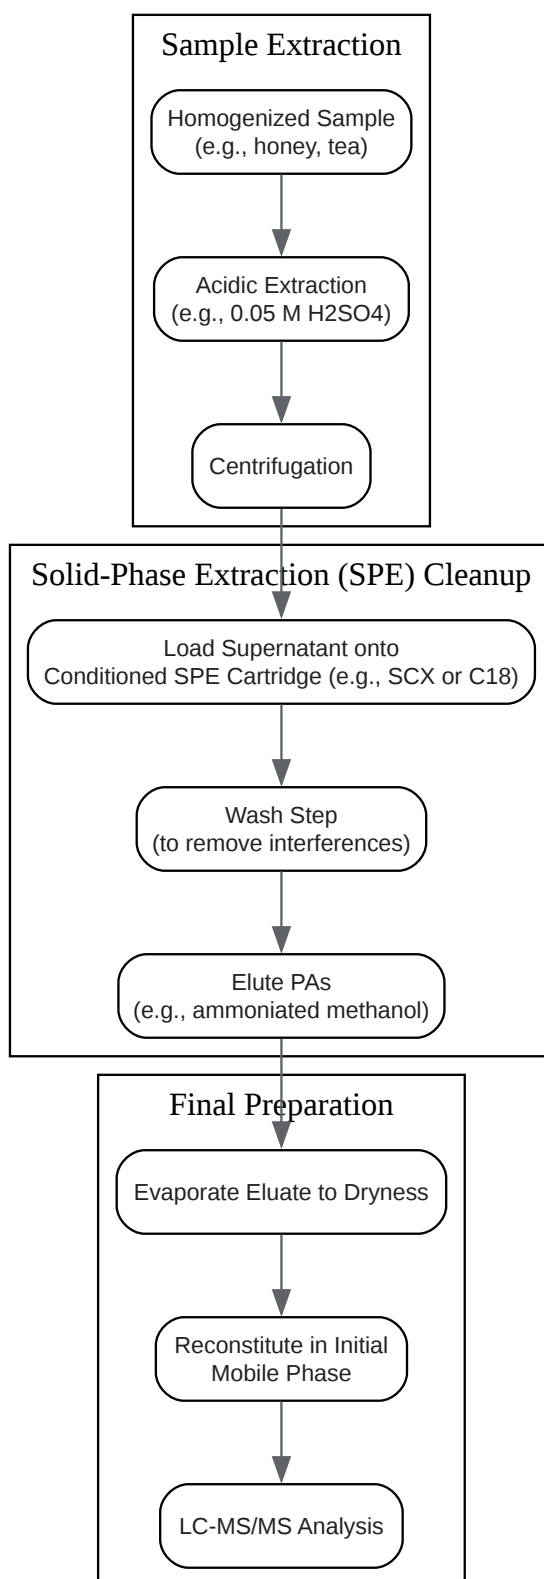 Sample Extraction
Homogenized Sample
(e.g., honey, tea)
Acidic Extraction
(e.g., 0.05 M H2SO4)
Centrifugation
Solid-Phase Extraction (SPE) Cleanup
Load Supernatant onto
Conditioned SPE Cartridge (e.g., SCX or C18)
Wash Step
(to remove interferences)
Elute PAs
(e.g., ammoniated methanol)
Final Preparation
Evaporate Eluate to Dryness
Reconstitute in Initial
Mobile Phase
LC-MS/MS Analysis